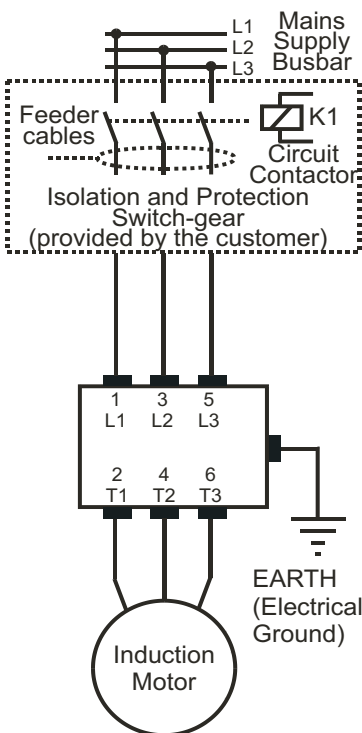 L1
L2
L3
Mains
Supply
Busbar
Feeder
cables
K1
Circuit
Contactor
Isolation and Protection
Switch-gear
(provided by the customer)
1 3 5
L1 L2 L3
2 4 6
T1 T2 T3
EARTH
(Electrical
Ground)
Induction
Motor